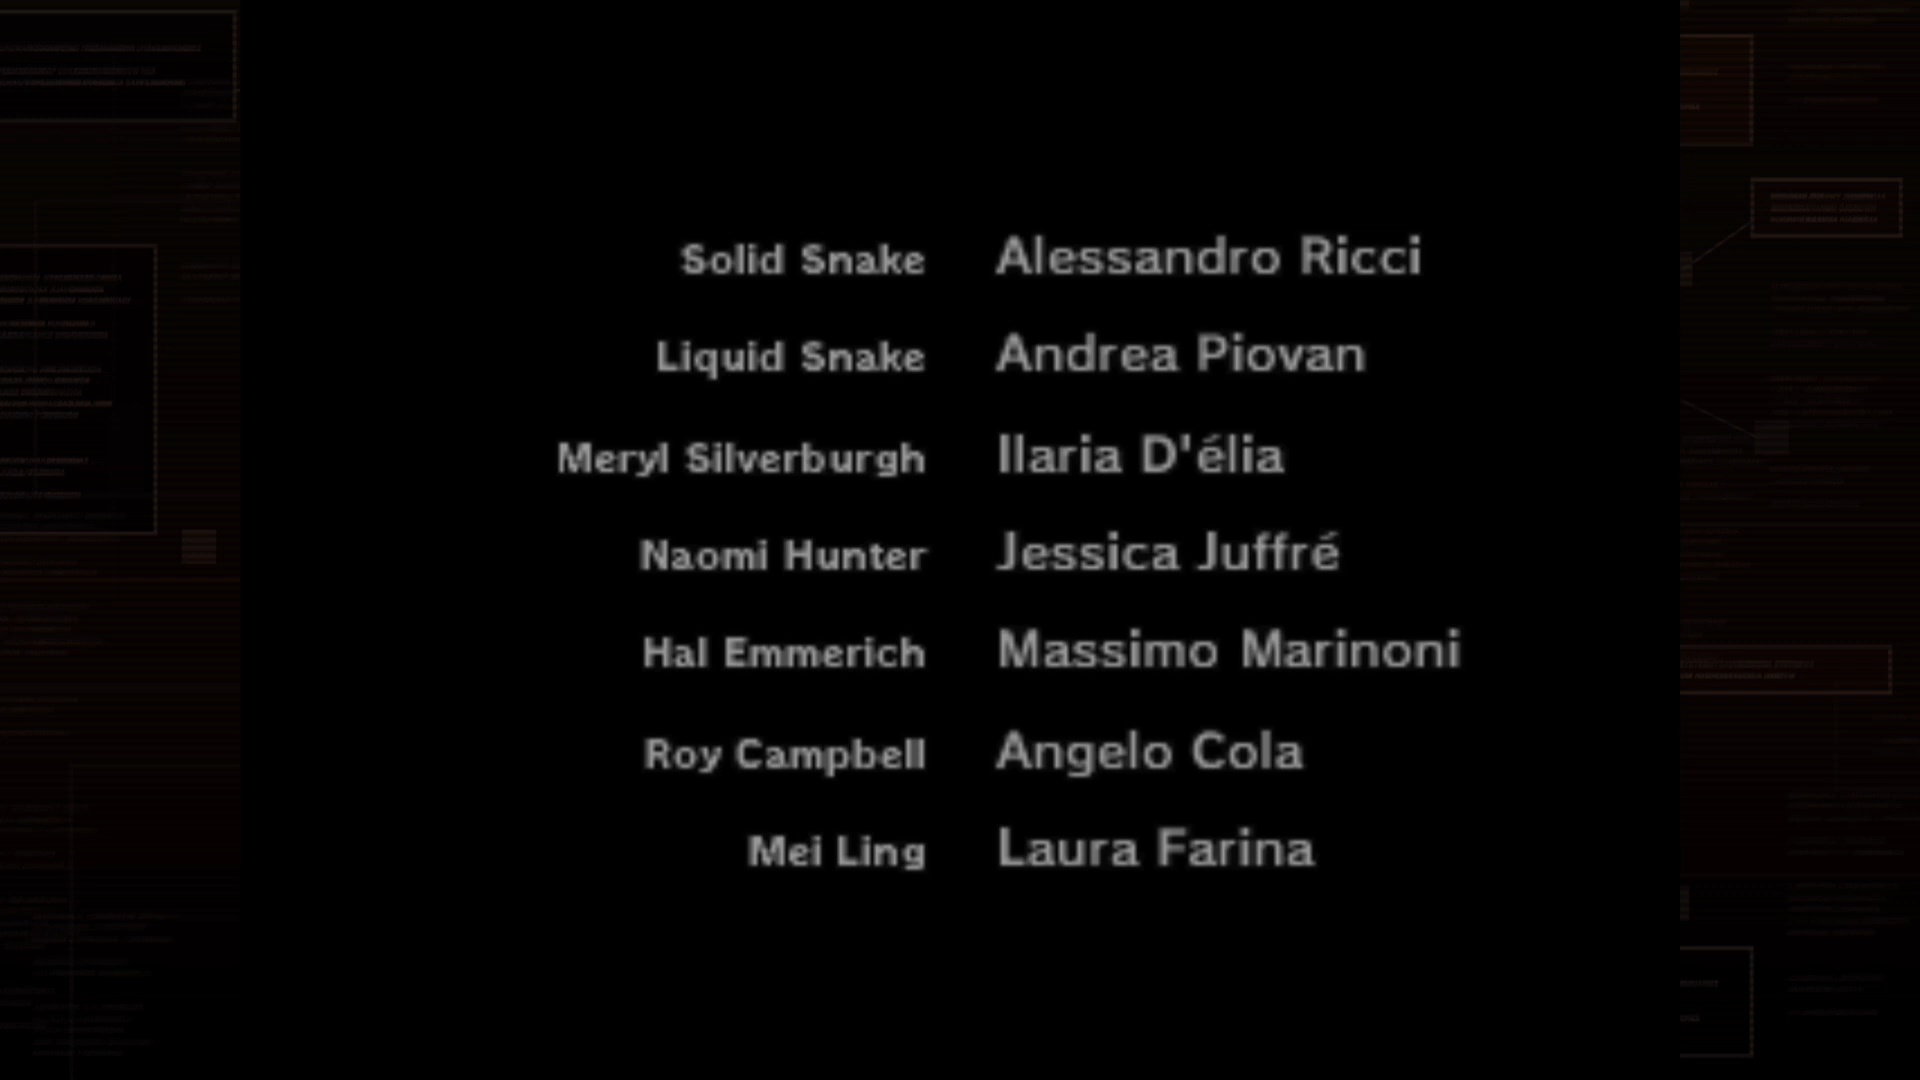 Solid Snake Alessandro Ricci
Liquid Snake Andrea Piovan
Meryl Silverburgh Ilaria D'élia
Naomi Hunter Jessica Juffré
Hal Emmerich Massimo Marinoni
Roy Campbell Angelo Cola
Mei Ling Laura Farina